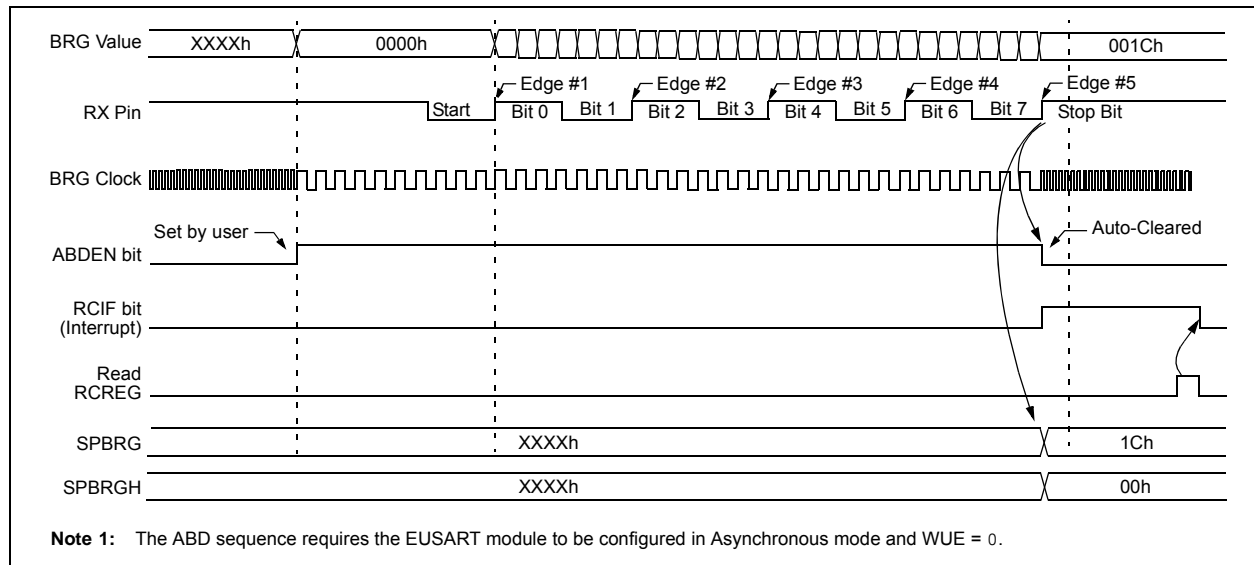 BRG Value
XXXXh
0000h
001Ch
Edge #1
Edge #2
Edge #3
Edge #4
Edge #5
RX Pin
Start
Bit 0
Bit 1
Bit 2
Bit 3
Bit 4
Bit 5
Bit 6
Bit 7
Stop Bit
BRG Clock
Set by user
Auto-Cleared
ABDEN bit
RCIF bit
(Interrupt)
Read
RCREG
SPBRG
XXXXh
1Ch
SPBRGH
XXXXh
00h
Note 1: The ABD sequence requires the EUSART module to be configured in Asynchronous mode and WUE = 0.